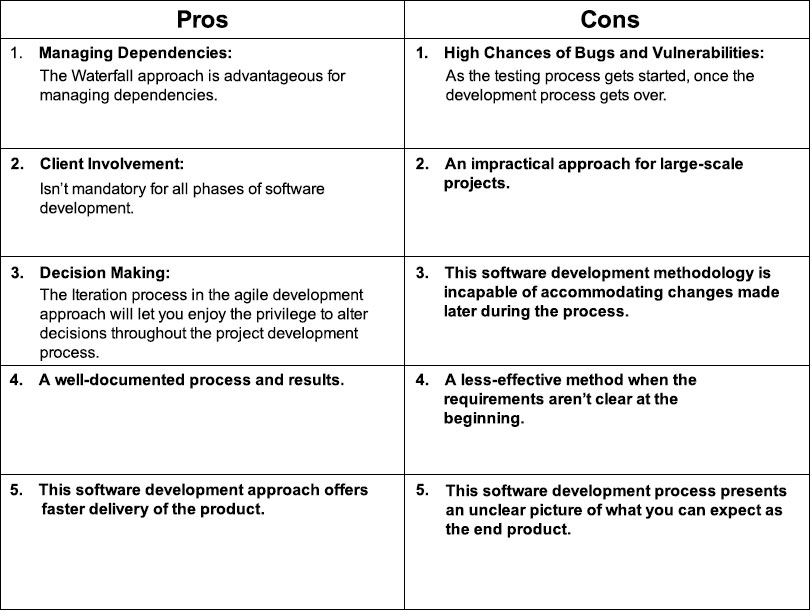 Pros
Cons
1. Managing Dependencies:
The Waterfall approach is advantageous for
managing dependencies.
1. High Chances of Bugs and Vulnerabilities:
As the testing process gets started, once the
development process gets over.
2. Client Involvement:
Isn’t mandatory for all phases of software
development.
2. An impractical approach for large-scale
projects.
3. Decision Making:
The Iteration process in the agile development
approach will let you enjoy the privilege to alter
decisions throughout the project development
process.
3. This software development methodology is
incapable of accommodating changes made
later during the process.
4. A well-documented process and results.
4. A less-effective method when the
requirements aren’t clear at the
beginning.
5. This software development approach offers
faster delivery of the product.
5. This software development process presents
an unclear picture of what you can expect as
the end product.